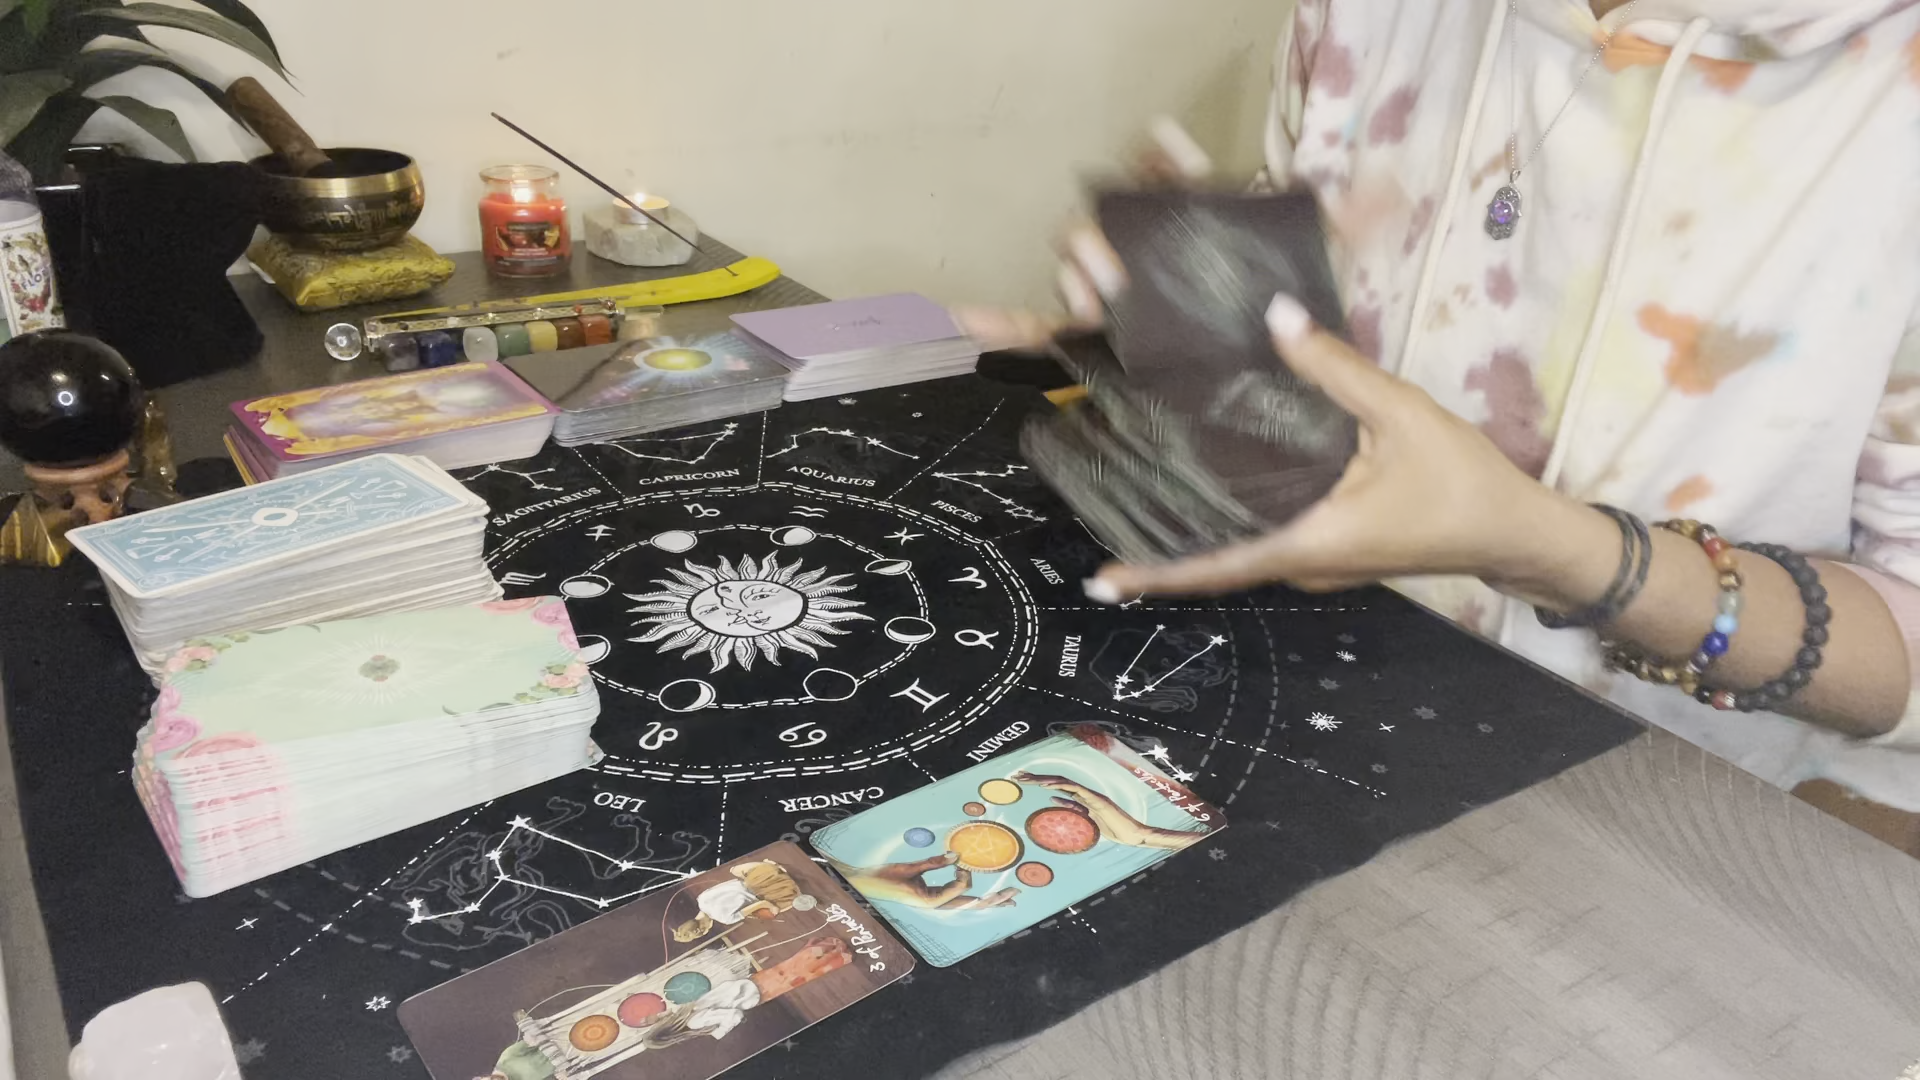 CAPRICORN
AQUARIUS
SAGITTARIUS
PISCES
ARIES
TAURUS
GEMINI
CANCER
LEO
6 of Pentacles
3 of Pentacles